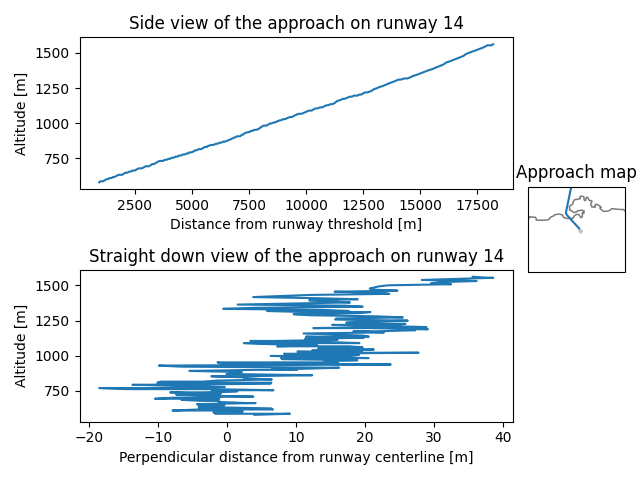 Side view of the approach on runway 14
1500
1250
1000
750
Altitude [m]
2500 5000 7500 10000 12500 15000 17500
Distance from runway threshold [m]
Approach map
Straight down view of the approach on runway 14
1500
1250
1000
750
Altitude [m]
−20 −10 0 10 20 30 40
Perpendicular distance from runway centerline [m]